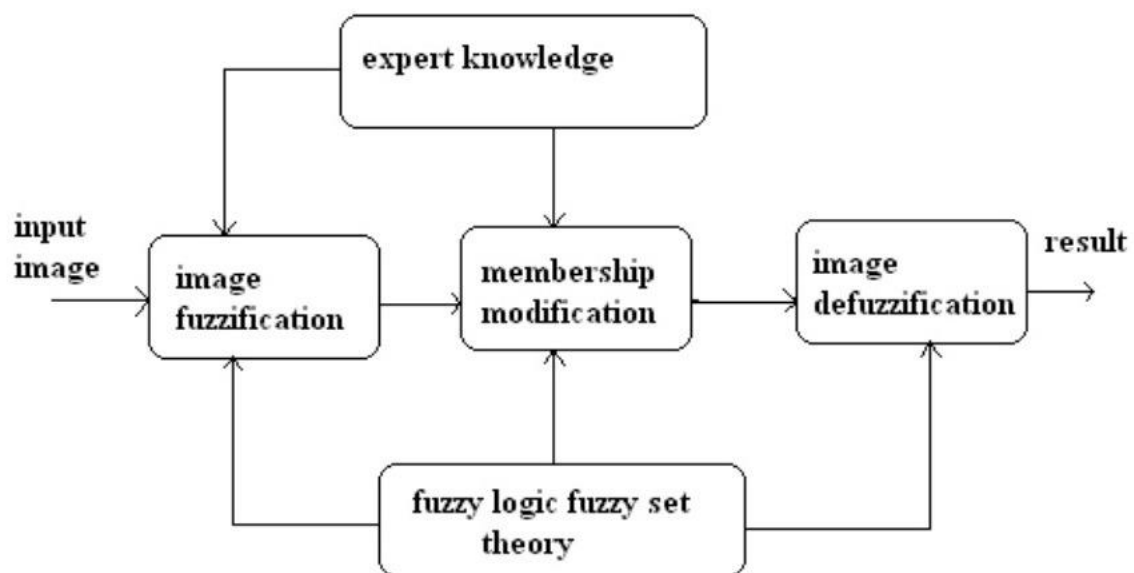 expert knowledge
input
image
image
fuzzification
membership
modification
image
defuzzification
result
fuzzy logic fuzzy set
theory